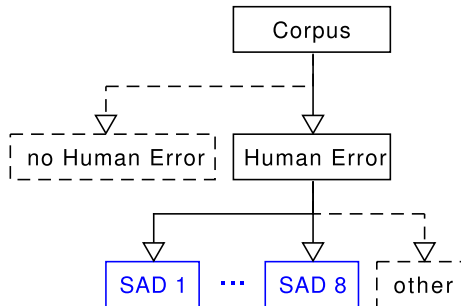 Corpus
no Human Error
Human Error
SAD 1
...
SAD 8
other